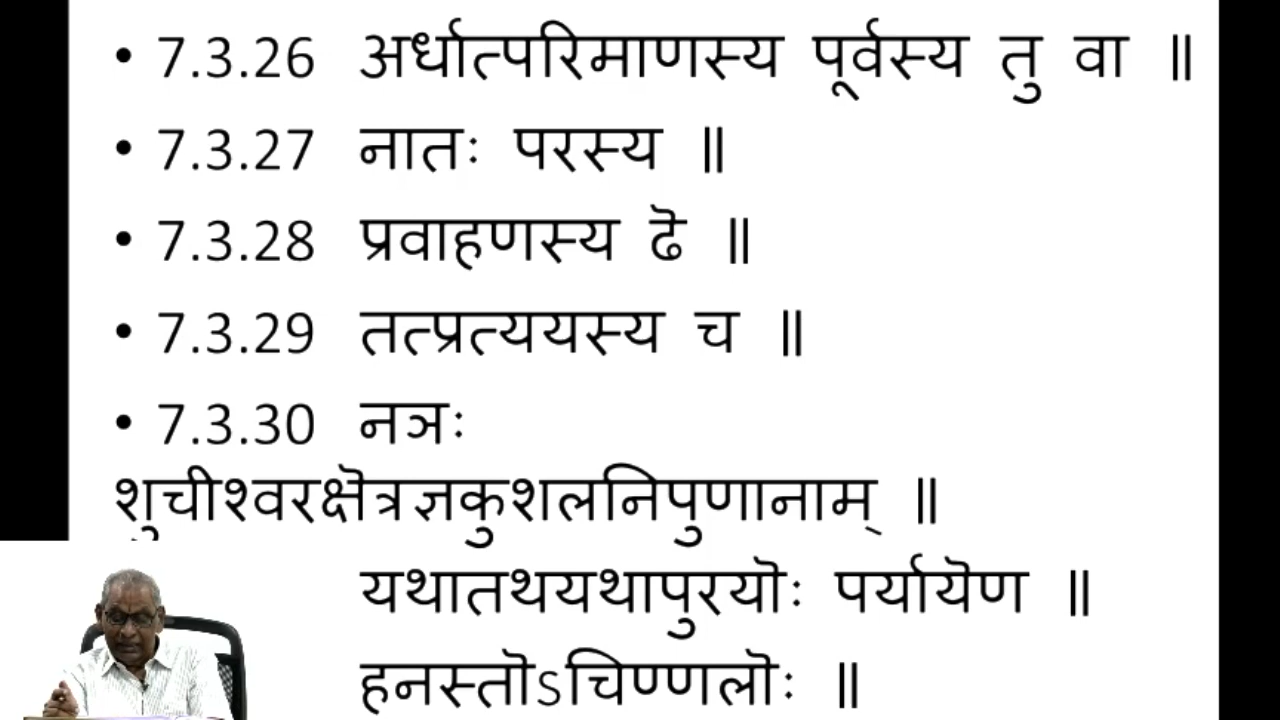 • 7.3.26 अर्धात्परिमाणस्य पूर्वस्य तु वा ॥
• 7.3.27 नातः परस्य ॥
• 7.3.28 प्रवाहणस्य ढॆ ॥
• 7.3.29 तत्प्रत्ययस्य च ॥
• 7.3.30 नञः
शुचीश्वरक्षॆत्रज्ञकुशलनिपुणानाम् ॥
यथातथयथापुरयॊः पर्यायॆण ॥
हनस्तॊsचिण्णलॊः ॥